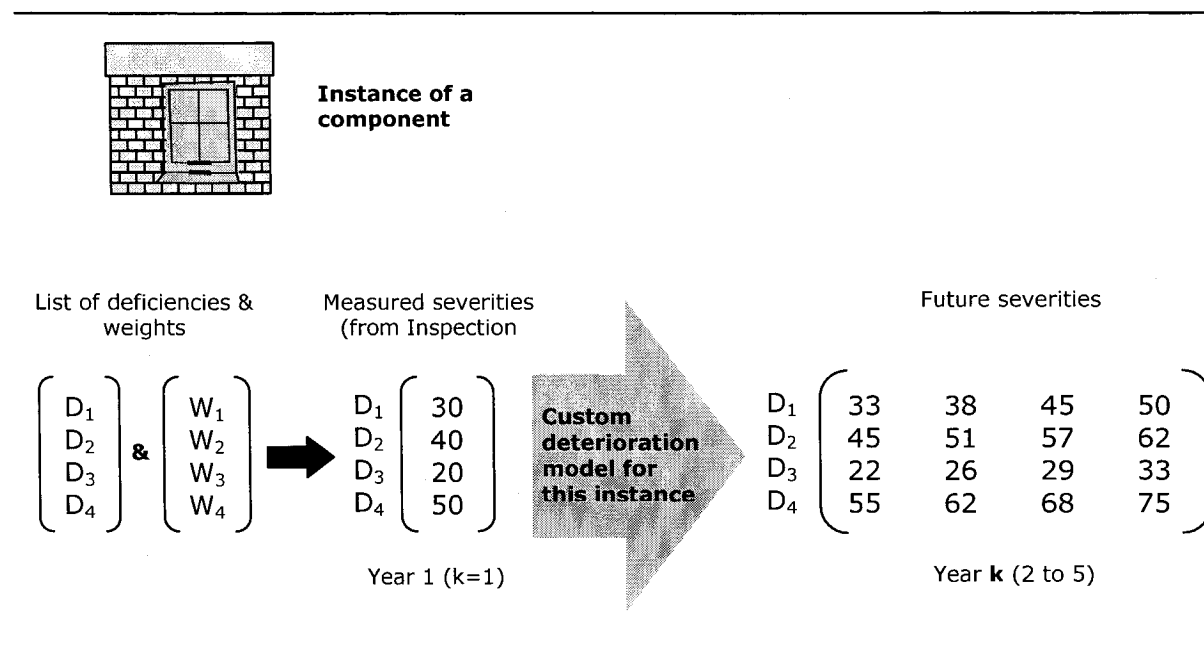 Instance of a
component
List of deficiencies &
weights
Measured severities
(from Inspection
Future severities
D₁ & W₁
D₂ W₂
D₃ W₃
D₄ W₄
D₁ 30
D₂ 40
D₃ 20
D₄ 50
Year 1 (k=1)
Custom
deterioration
model for
this instance
D₁ 33 38 45 50
D₂ 45 51 57 62
D₃ 22 26 29 33
D₄ 55 62 68 75
Year k (2 to 5)